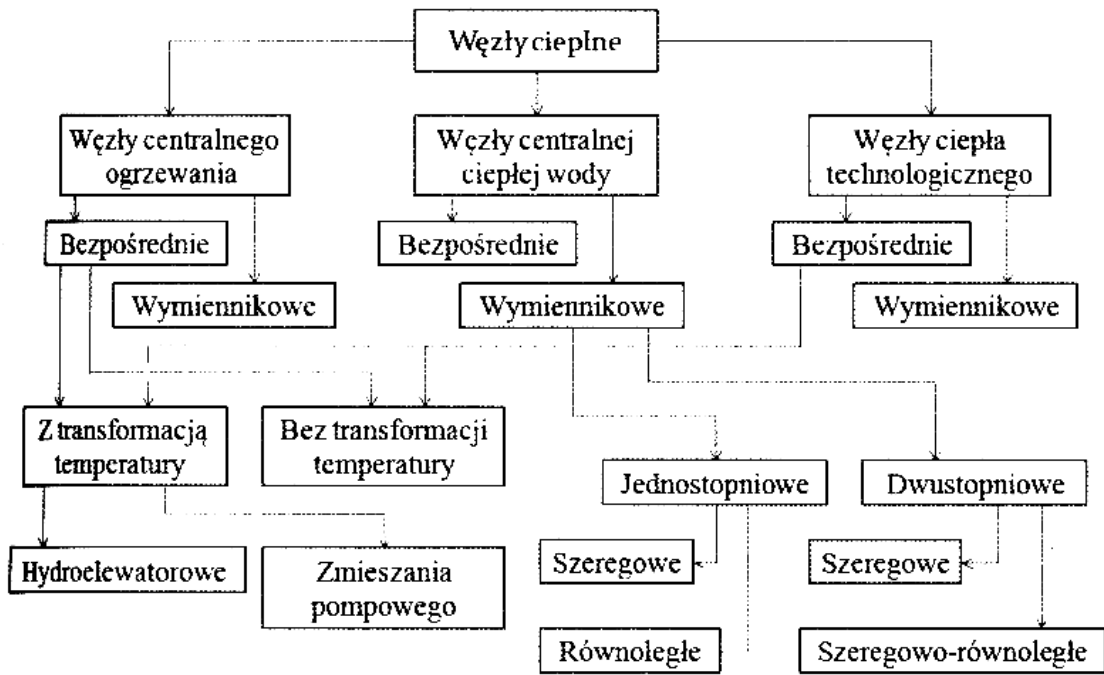 Węzły cieplne
Węzły centralnego
ogrzewania
Węzły centralnej
ciepłej wody
Węzły ciepła
technologicznego
Bezpośrednie
Bezpośrednie
Bezpośrednie
Wymiennikowe
Wymiennikowe
Wymiennikowe
Z transformacją
temperatury
Bez transformacji
temperatury
Jednostopniowe
Dwustopniowe
Hydroelewatorowe
Zmieszania
pompowego
Szeregowe
Szeregowe
Równoległe
Szeregowo-równoległe